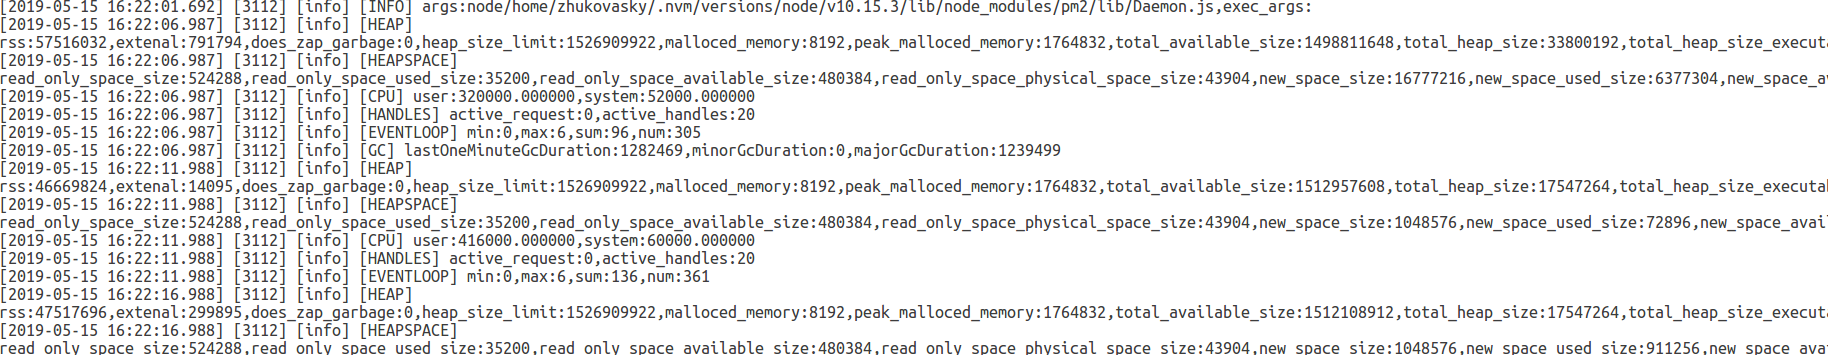 [2019-05-15 16:22:01.692] [3112] [info] [INFO] args:node/home/zhukovasky/.nvm/versions/node/v10.15.3/lib/node_modules/pm2/lib/Daemon.js,exec_args:
[2019-05-15 16:22:06.987] [3112] [info] [HEAP]
rss:57516032,extenal:791794,does_zap_garbage:0,heap_size_limit:1526909922,malloced_memory:8192,peak_malloced_memory:1764832,total_available_size:1498811648,total_heap_size:33800192,total_heap_size_executa
[2019-05-15 16:22:06.987] [3112] [info] [HEAPSPACE]
read_only_space_size:524288,read_only_space_used_size:35200,read_only_space_available_size:480384,read_only_space_physical_space_size:43904,new_space_size:16777216,new_space_used_size:6377304,new_space_av
[2019-05-15 16:22:06.987] [3112] [info] [CPU] user:320000.000000,system:52000.000000
[2019-05-15 16:22:06.987] [3112] [info] [HANDLES] active_request:0,active_handles:20
[2019-05-15 16:22:06.987] [3112] [info] [EVENTLOOP] min:0,max:6,sum:96,num:305
[2019-05-15 16:22:06.987] [3112] [info] [GC] lastOneMinuteGcDuration:1282469,minorGcDuration:0,majorGcDuration:1239499
[2019-05-15 16:22:11.988] [3112] [info] [HEAP]
rss:46669824,extenal:14095,does_zap_garbage:0,heap_size_limit:1526909922,malloced_memory:8192,peak_malloced_memory:1764832,total_available_size:1512957608,total_heap_size:17547264,total_heap_size_executal
[2019-05-15 16:22:11.988] [3112] [info] [HEAPSPACE]
read_only_space_size:524288,read_only_space_used_size:35200,read_only_space_available_size:480384,read_only_space_physical_space_size:43904,new_space_size:1048576,new_space_used_size:72896,new_space_avail
[2019-05-15 16:22:11.988] [3112] [info] [CPU] user:416000.000000,system:60000.000000
[2019-05-15 16:22:11.988] [3112] [info] [HANDLES] active_request:0,active_handles:20
[2019-05-15 16:22:11.988] [3112] [info] [EVENTLOOP] min:0,max:6,sum:136,num:361
[2019-05-15 16:22:16.988] [3112] [info] [HEAP]
rss:47517696,extenal:299895,does_zap_garbage:0,heap_size_limit:1526909922,malloced_memory:8192,peak_malloced_memory:1764832,total_available_size:1512108912,total_heap_size:17547264,total_heap_size_executa
[2019-05-15 16:22:16.988] [3112] [info] [HEAPSPACE]
read_only_space_size:524288,read_only_space_used_size:35200,read_only_space_available_size:480384,read_only_space_physical_space_size:43904,new_space_size:1048576,new_space_used_size:911256,new_space_ava